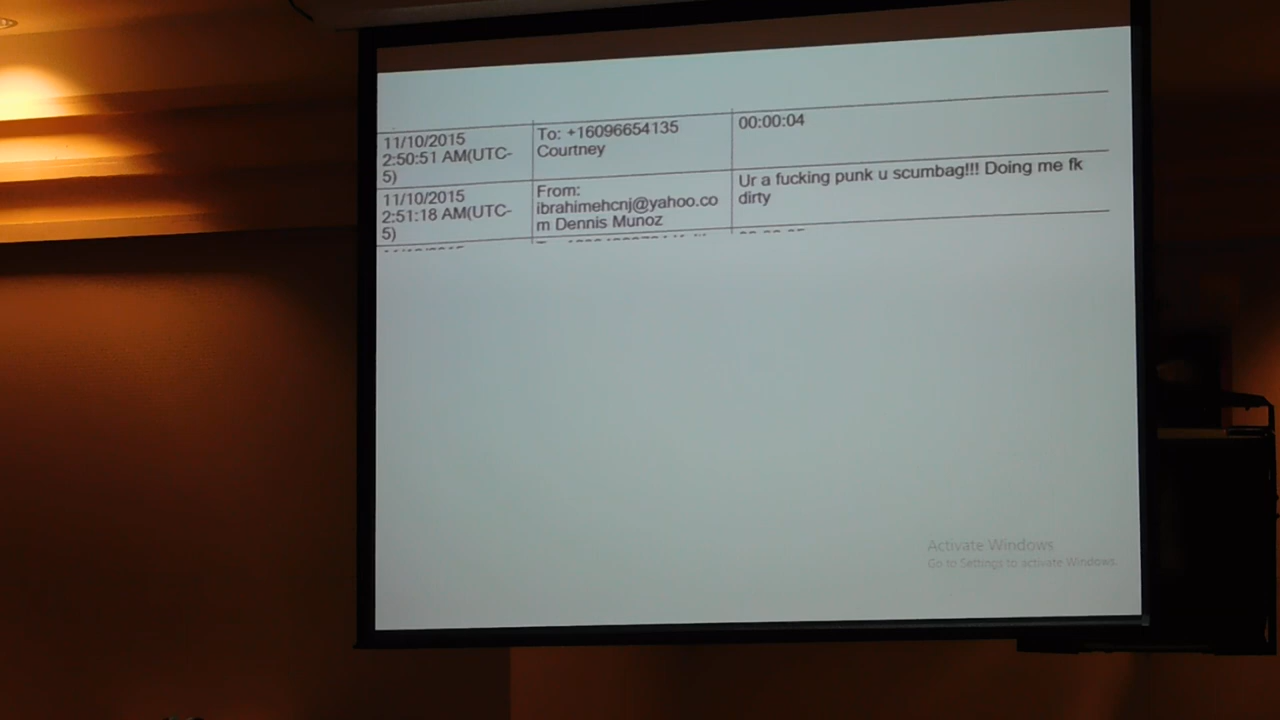 11/10/2015
2:50:51 AM(UTC-
5)
To: +16096654135
Courtney
00:00:04
11/10/2015
2:51:18 AM(UTC-
5)
From:
ibrahimehcnj@yahoo.co
m Dennis Munoz
Ur a fucking punk u scumbag!!! Doing me fk
dirty
Activate Windows
Go to Settings to activate Windows.